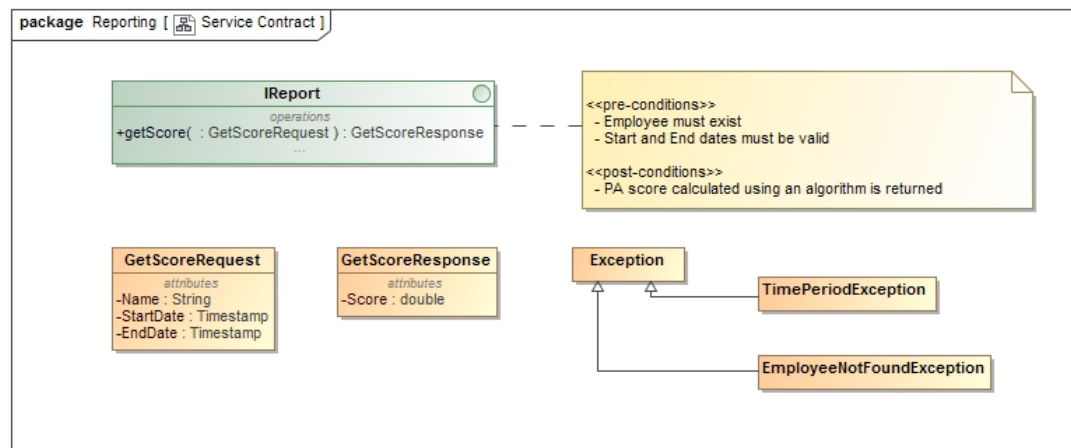 package Reporting [ Service Contract ]
IReport
operations
+getScore( : GetScoreRequest ) : GetScoreResponse
...
<<pre-conditions>>
- Employee must exist
- Start and End dates must be valid
<<post-conditions>>
- PA score calculated using an algorithm is returned
GetScoreRequest
attributes
-Name : String
-StartDate : Timestamp
-EndDate : Timestamp
GetScoreResponse
attributes
-Score : double
Exception
TimePeriodException
EmployeeNotFoundException